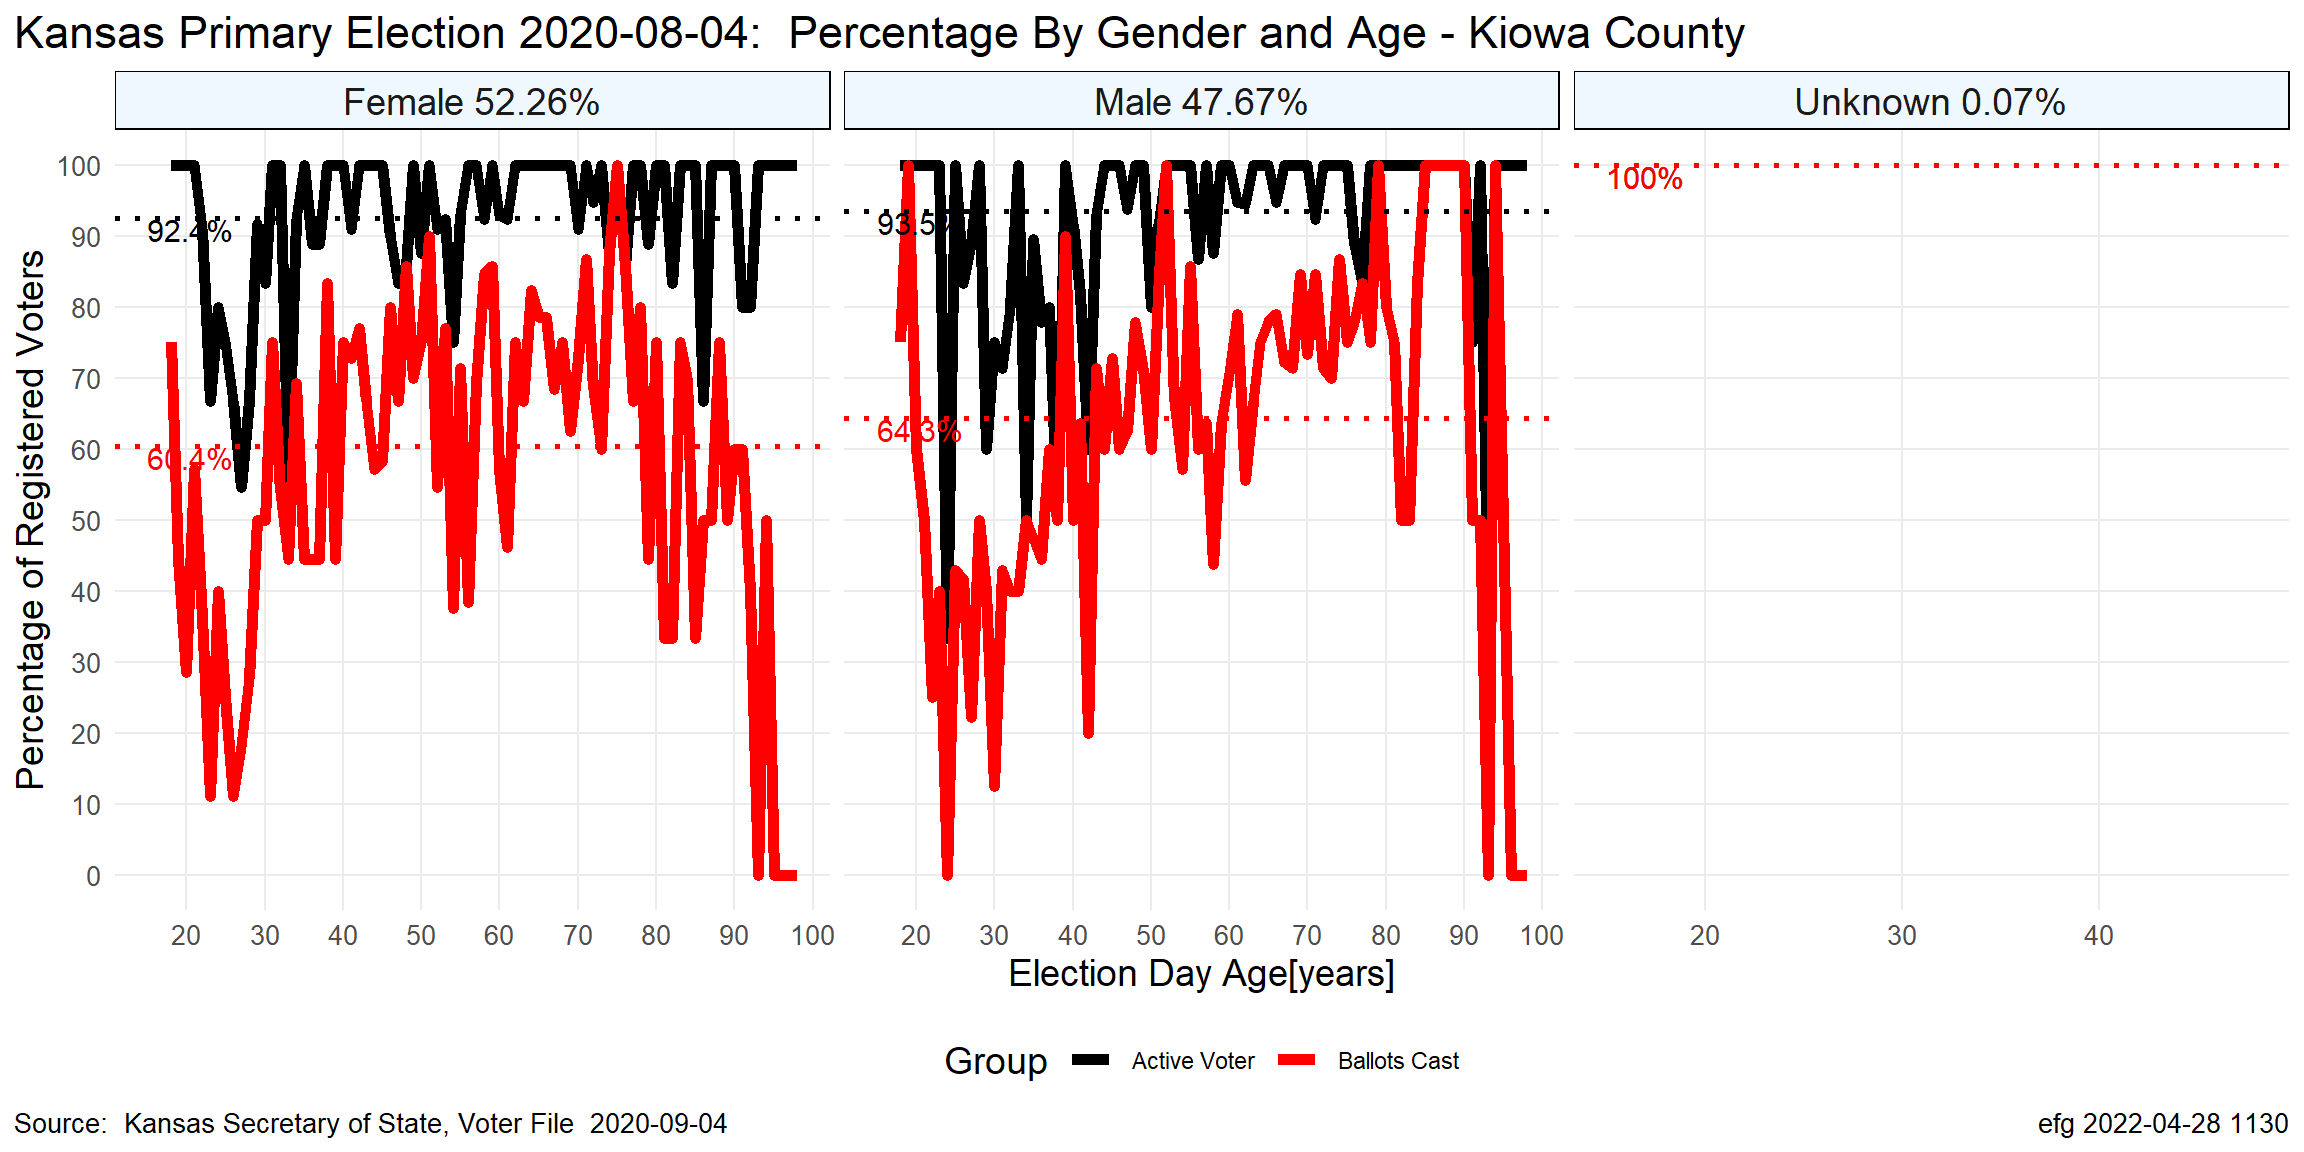 Kansas Primary Election 2020-08-04:  Percentage By Gender and Age - Kiowa County
Female 52.26%
Male 47.67%
Unknown 0.07%
Percentage of Registered Voters
100
90
80
70
60
50
40
30
20
10
0
92.4%
60.4%
93.5%
64.3%
100%
20 30 40 50 60 70 80 90 100
20 30 40 50 60 70 80 90 100
20 30 40
Election Day Age[years]
Group Active Voter Ballots Cast
Source:  Kansas Secretary of State, Voter File  2020-09-04
efg 2022-04-28 1130